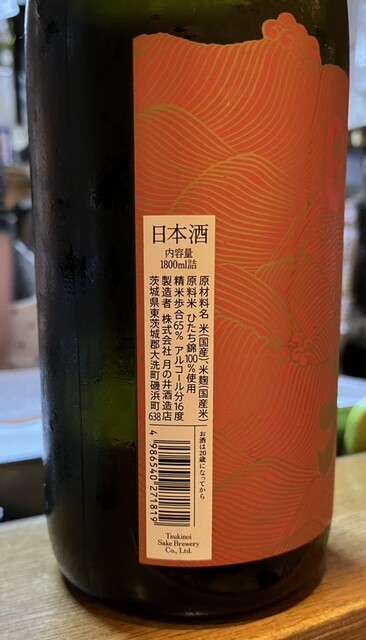 日本酒
内容量
1800ml詰
原材料名 米(国産)、米麹(国産米)
原料米 ひたち錦100%使用
精米歩合65% アルコール分16度
製造者 株式会社 月の井酒造店
茨城県東茨城郡大洗町磯浜町638
お酒は20歳になってから
4 986540 271819
Tsukinoi
Sake Brewery
Co., Ltd.